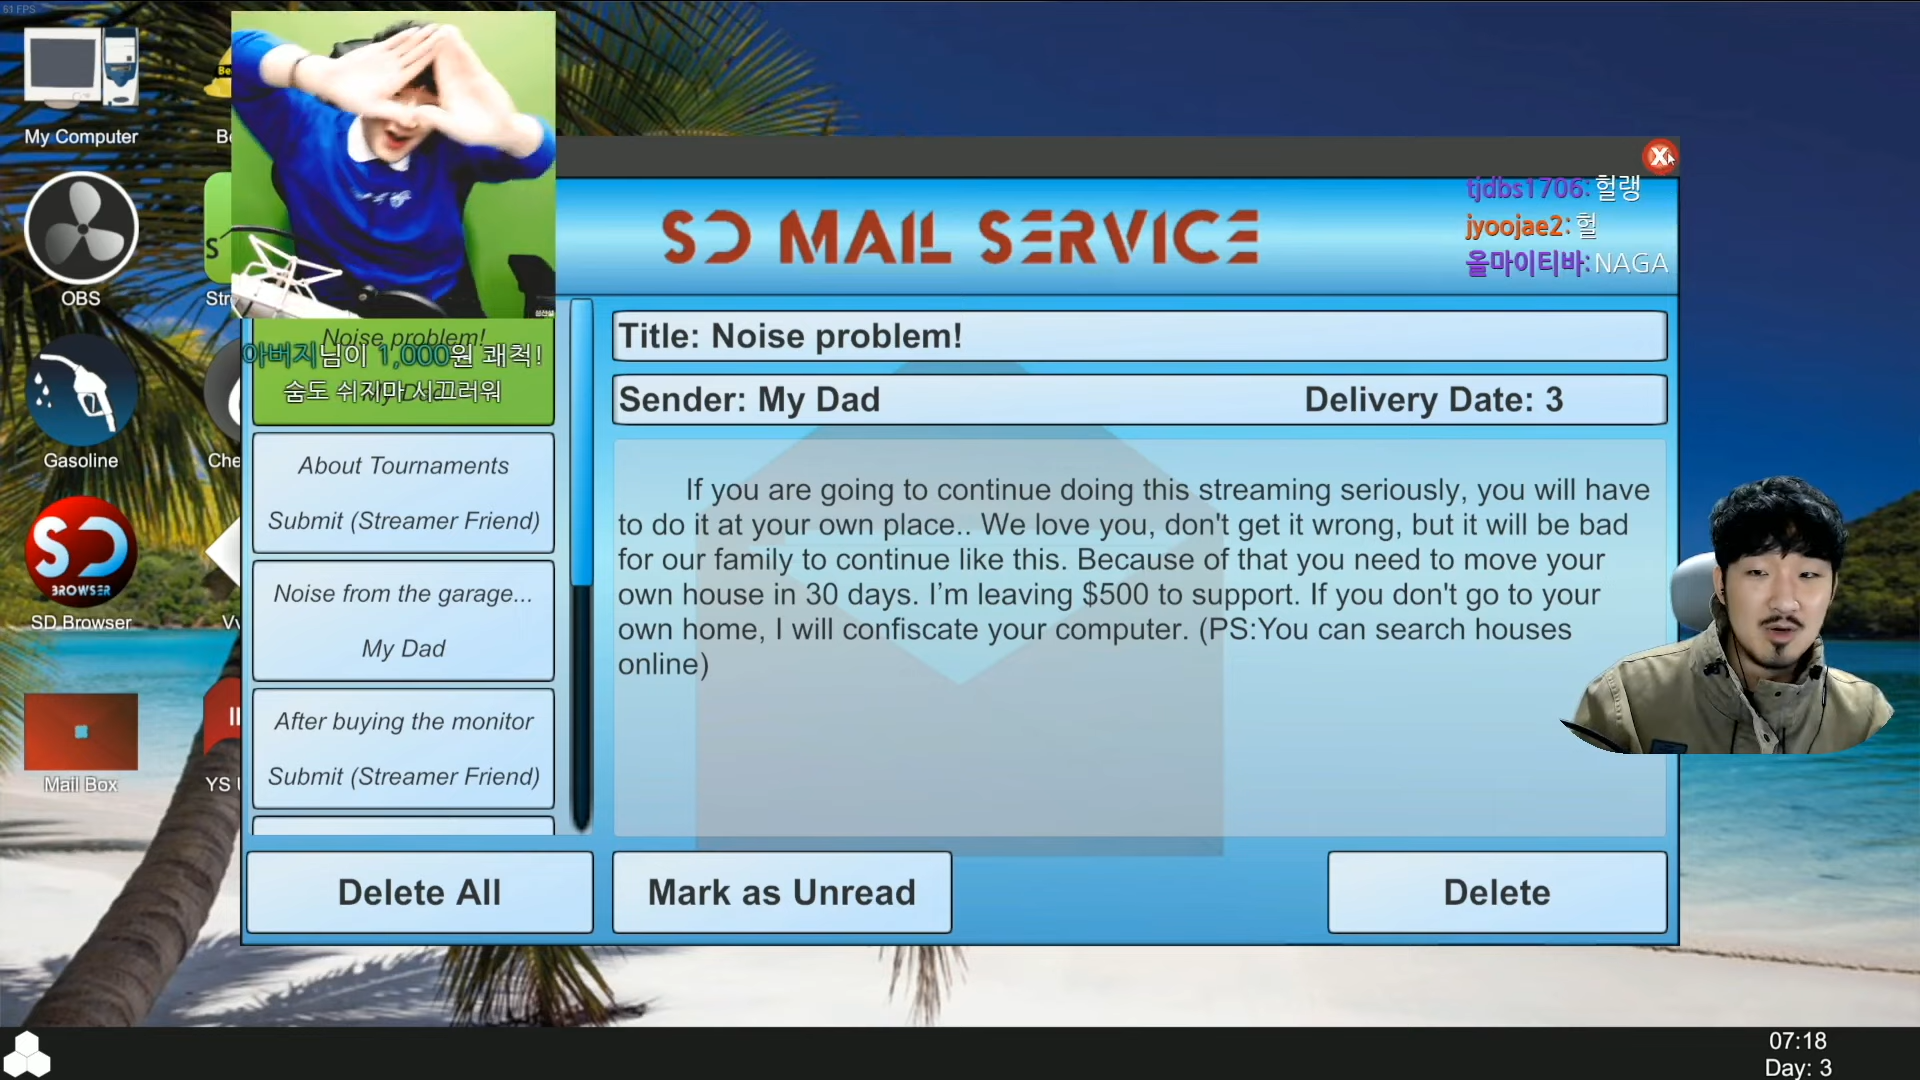 61 FPS
My Computer
OBS
Gasoline
SD
BROWSER
SD Browser
Mail Box
SD MAIL SERVICE
X
tjdbs1706: 헐랭
jyoojae2: 헐
올마이티바: NAGA
Noise problem!
아버지님이 1,000원 쾌척!
숨도 쉬지마 시끄러워
About Tournaments
Submit (Streamer Friend)
Noise from the garage...
My Dad
After buying the monitor
Submit (Streamer Friend)
Title: Noise problem!
Sender: My Dad
Delivery Date: 3
If you are going to continue doing this streaming seriously, you will have
to do it at your own place.. We love you, don't get it wrong, but it will be bad
for our family to continue like this. Because of that you need to move your
own house in 30 days. I'm leaving $500 to support. If you don't go to your
own home, I will confiscate your computer. (PS:You can search houses
online)
Delete All
Mark as Unread
Delete
07:18
Day: 3